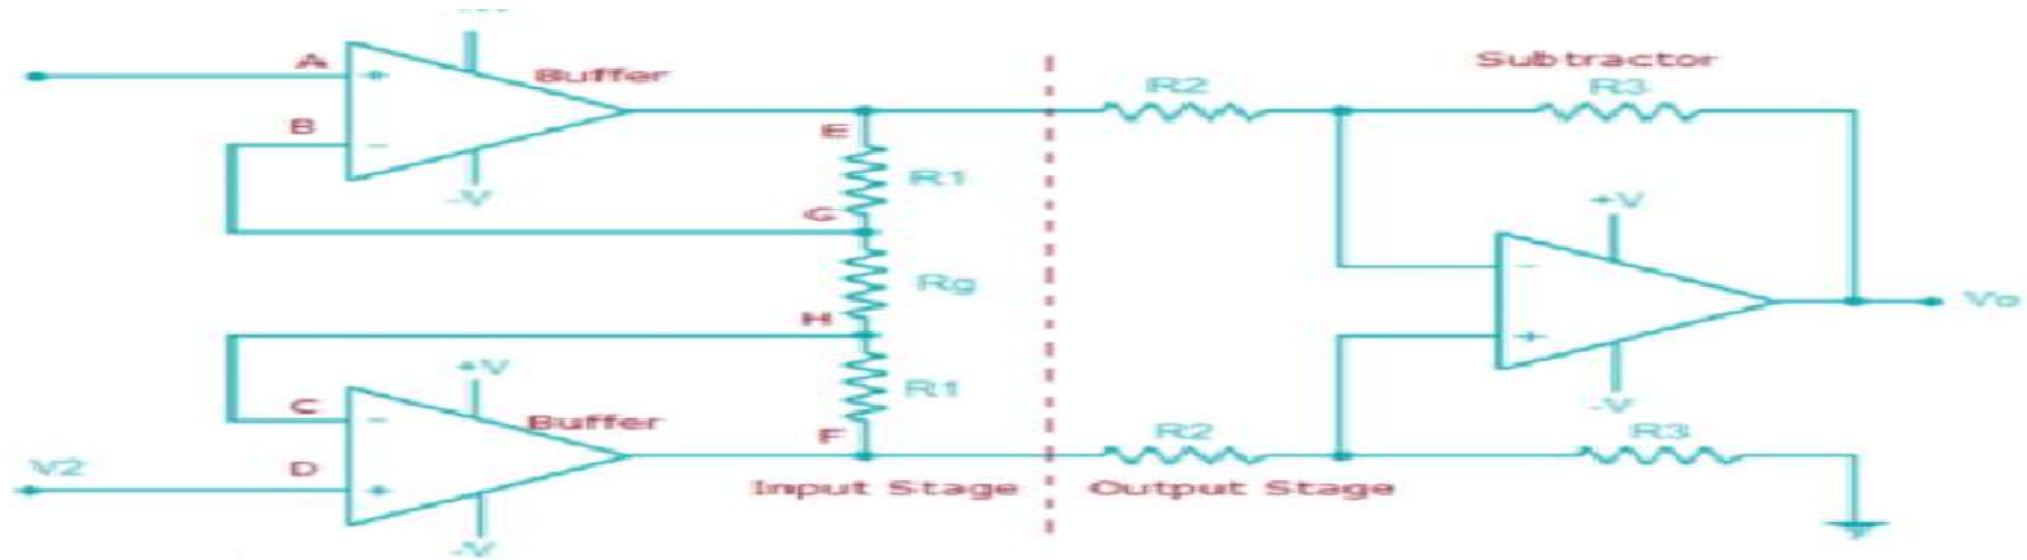 Subtractor
A
+
Buffer
R2
R3
B
-
E
R1
-V
G
+V
Rg
-
Vo
H
+
+V
R1
C
-
Buffer
-V
F
R2
R3
V2
D
+
Input Stage
Output Stage
-V